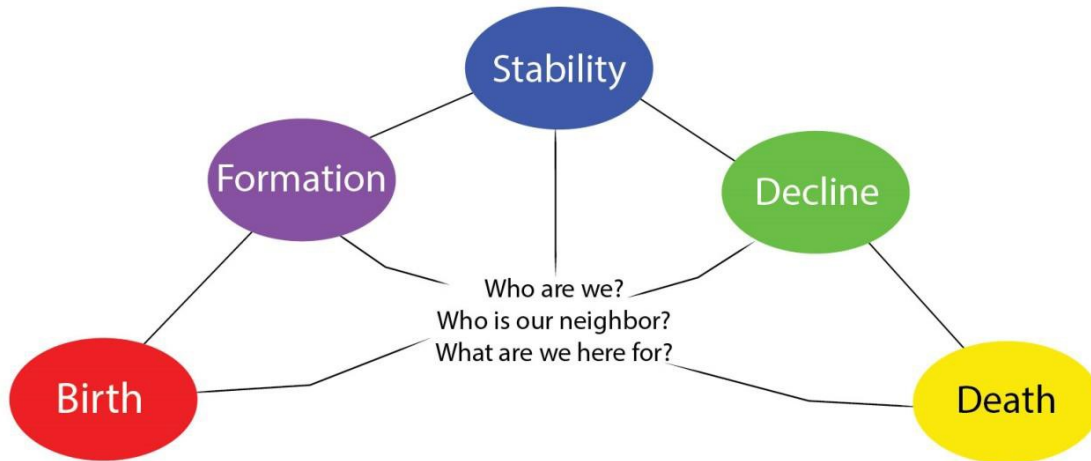 Stability
Formation
Decline
Who are we?
Who is our neighbor?
What are we here for?
Birth
Death